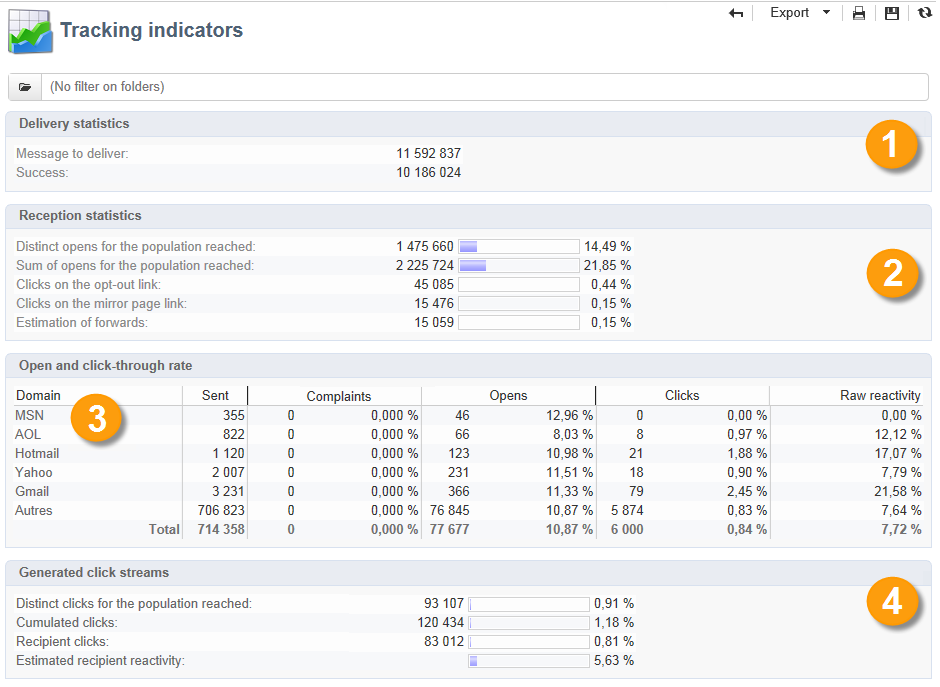 Export
Tracking indicators
(No filter on folders)
Delivery statistics
1
Message to deliver: 11 592 837
Success: 10 186 024
Reception statistics
2
Distinct opens for the population reached: 1 475 660 14,49 %
Sum of opens for the population reached: 2 225 724 21,85 %
Clicks on the opt-out link: 45 085 0,44 %
Clicks on the mirror page link: 15 476 0,15 %
Estimation of forwards: 15 059 0,15 %
Open and click-through rate
3
Domain Sent Complaints Opens Clicks Raw reactivity
MSN 355 0 0,000 % 46 12,96 % 0 0,00 % 0,00 %
AOL 822 0 0,000 % 66 8,03 % 8 0,97 % 12,12 %
Hotmail 1 120 0 0,000 % 123 10,98 % 21 1,88 % 17,07 %
Yahoo 2 007 0 0,000 % 231 11,51 % 18 0,90 % 7,79 %
Gmail 3 231 0 0,000 % 366 11,33 % 79 2,45 % 21,58 %
Autres 706 823 0 0,000 % 76 845 10,87 % 5 874 0,83 % 7,64 %
Total 714 358 0 0,000 % 77 677 10,87 % 6 000 0,84 % 7,72 %
Generated click streams
4
Distinct clicks for the population reached: 93 107 0,91 %
Cumulated clicks: 120 434 1,18 %
Recipient clicks: 83 012 0,81 %
Estimated recipient reactivity: 5,63 %